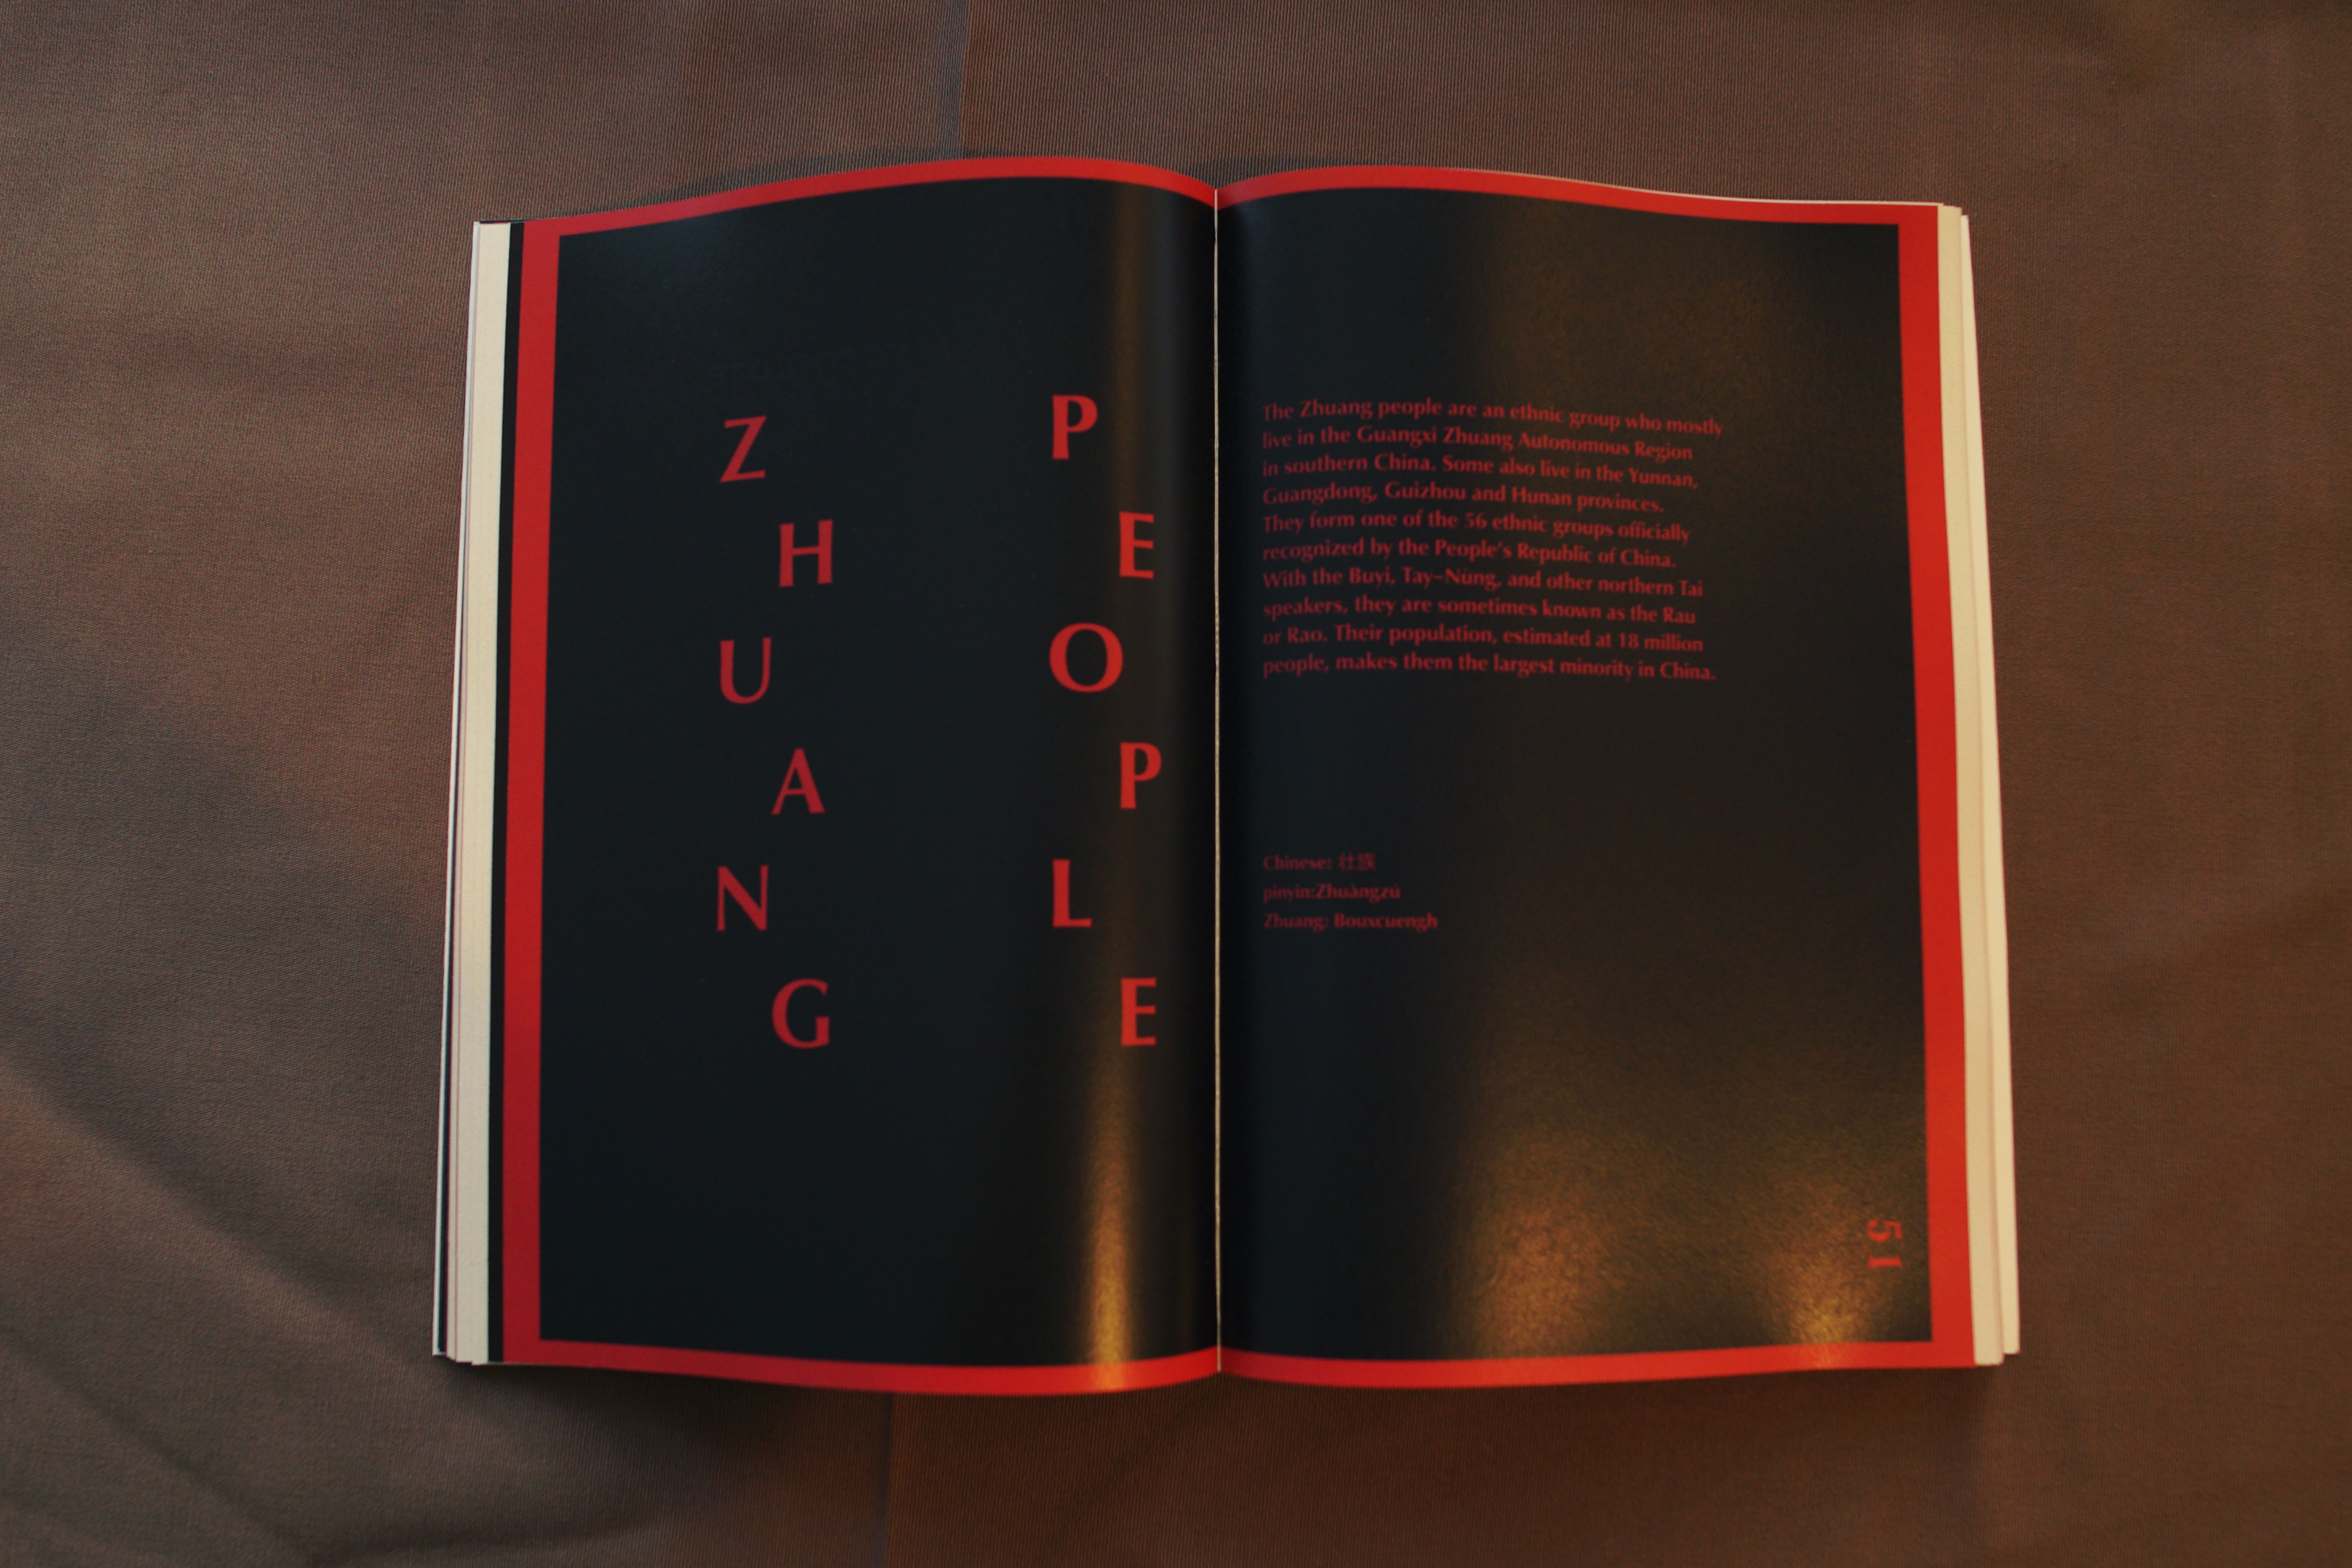 ZHUANG
PEOPLE
The Zhuang people are an ethnic group who mostly
live in the Guangxi Zhuang Autonomous Region
in southern China. Some also live in the Yunnan,
Guangdong, Guizhou and Hunan provinces.
They form one of the 56 ethnic groups officially
recognized by the People's Republic of China.
With the Buyi, Tay–Nùng, and other northern Tai
speakers, they are sometimes known as the Rau
or Rao. Their population, estimated at 18 million
people, makes them the largest minority in China.
Chinese: 壮族
pinyin:Zhuàngzú
Zhuang: Bouxcuengh
51